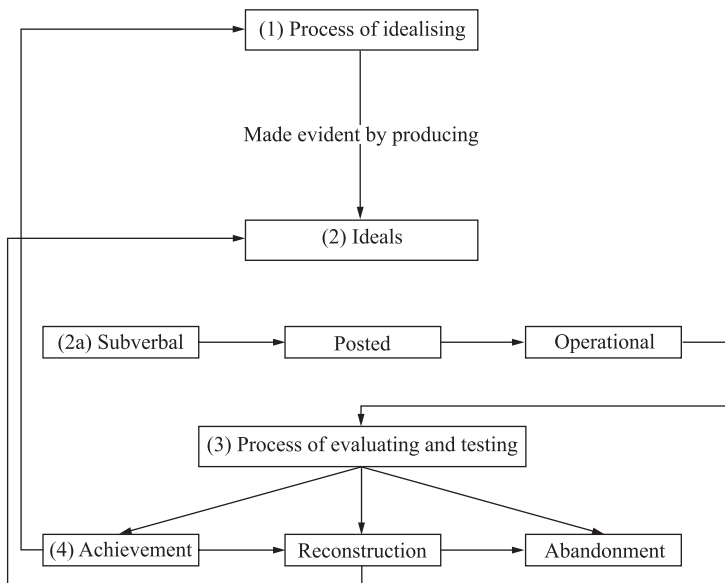 (1) Process of idealising
Made evident by producing
(2) Ideals
(2a) Subverbal
Posted
Operational
(3) Process of evaluating and testing
(4) Achievement
Reconstruction
Abandonment